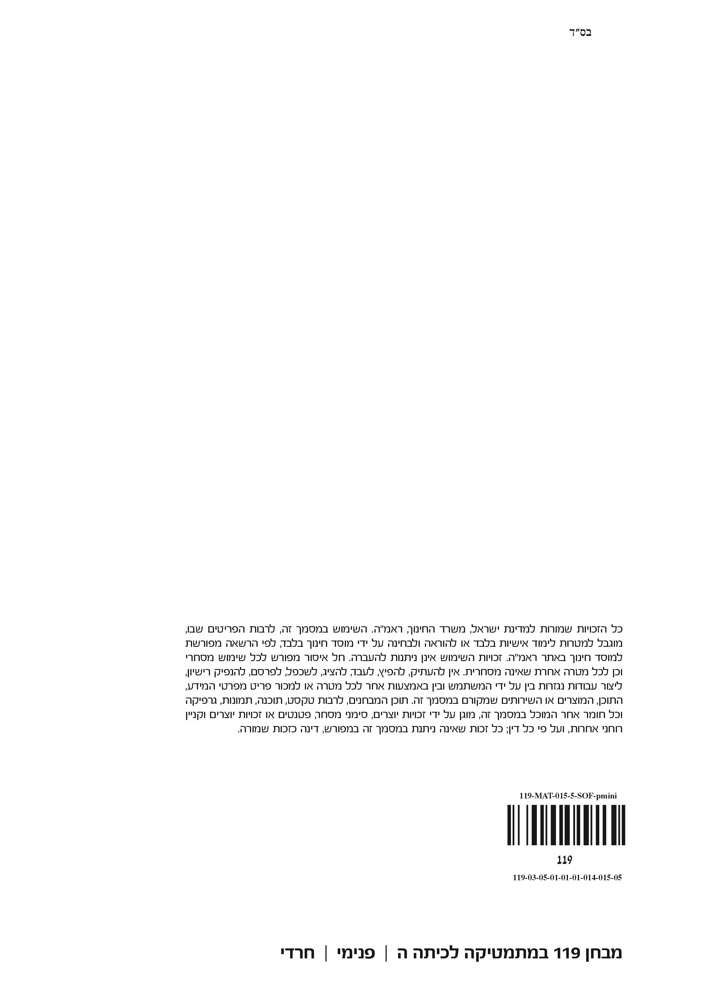 בס״ד
כל הזכויות שמורות למדינת ישראל, משרד החינוך, ראמ"ה. השימוש במסמך זה, לרבות הפריטים שבו,
מוגבל למטרות לימוד אישיות בלבד או להוראה ולבחינה על ידי מוסד חינוך בלבד, לפי הרשאה מפורשת
למוסד חינוך באתר ראמ"ה. זכויות השימוש אינן ניתנות להעברה. חל איסור מפורש לכל שימוש מסחרי
וכן לכל מטרה אחרת שאינה מסחרית. אין להעתיק, להפיץ, לעבד, להציג, לשכפל, לפרסם, להנפיק רישיון,
ליצור עבודות נגזרות בין על ידי המשתמש ובין באמצעות אחר לכל מטרה או למכור פריט מפרטי המידע,
התוכן, המוצרים או השירותים שמקורם במסמך זה. תוכן המבחנים, לרבות טקסט, תוכנה, תמונות, גרפיקה
וכל חומר אחר המוכל במסמך זה, מוגן על ידי זכויות יוצרים, סימני מסחר, פטנטים או זכויות יוצרים וקניין
רוחני אחרות, ועל פי כל דין; כל זכות שאינה ניתנת במסמך זה במפורש, דינה כזכות שמורה.
119-MAT-015-5-SOF-pmini
119
119-03-05-01-01-01-014-015-05
מבחן 119 במתמטיקה לכיתה ה | פנימי | חרדי